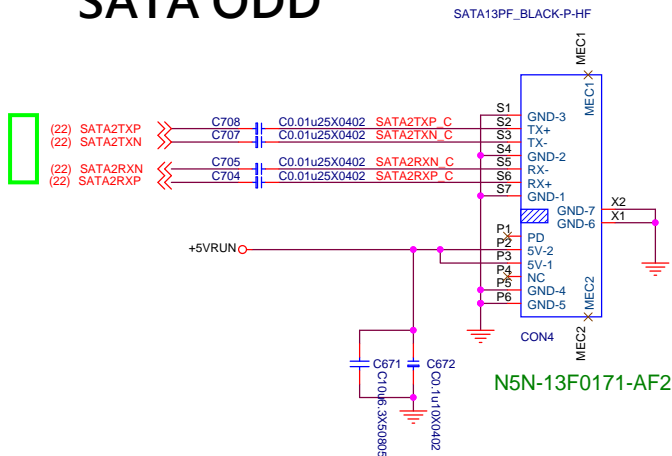 SATA ODD
SATA13PF_BLACK-P-HF
MEC1
MEC1
(22) SATA2TXP C708 C0.01u25X0402 SATA2TXP_C S2 TX+
(22) SATA2TXN C707 C0.01u25X0402 SATA2TXN_C S3 TX-
(22) SATA2RXN C705 C0.01u25X0402 SATA2RXN_C S5 RX-
(22) SATA2RXP C704 C0.01u25X0402 SATA2RXP_C S6 RX+
S1 GND-3
S4 GND-2
S7 GND-1
GND-7 X2
GND-6 X1
P1 PD
+5VRUN P2 5V-2
P3 5V-1
P4 NC
P5 GND-4
P6 GND-5
MEC2
MEC2
CON4
N5N-13F0171-AF2
C671 C10u6.3X50805
C672 C0.1u10X0402